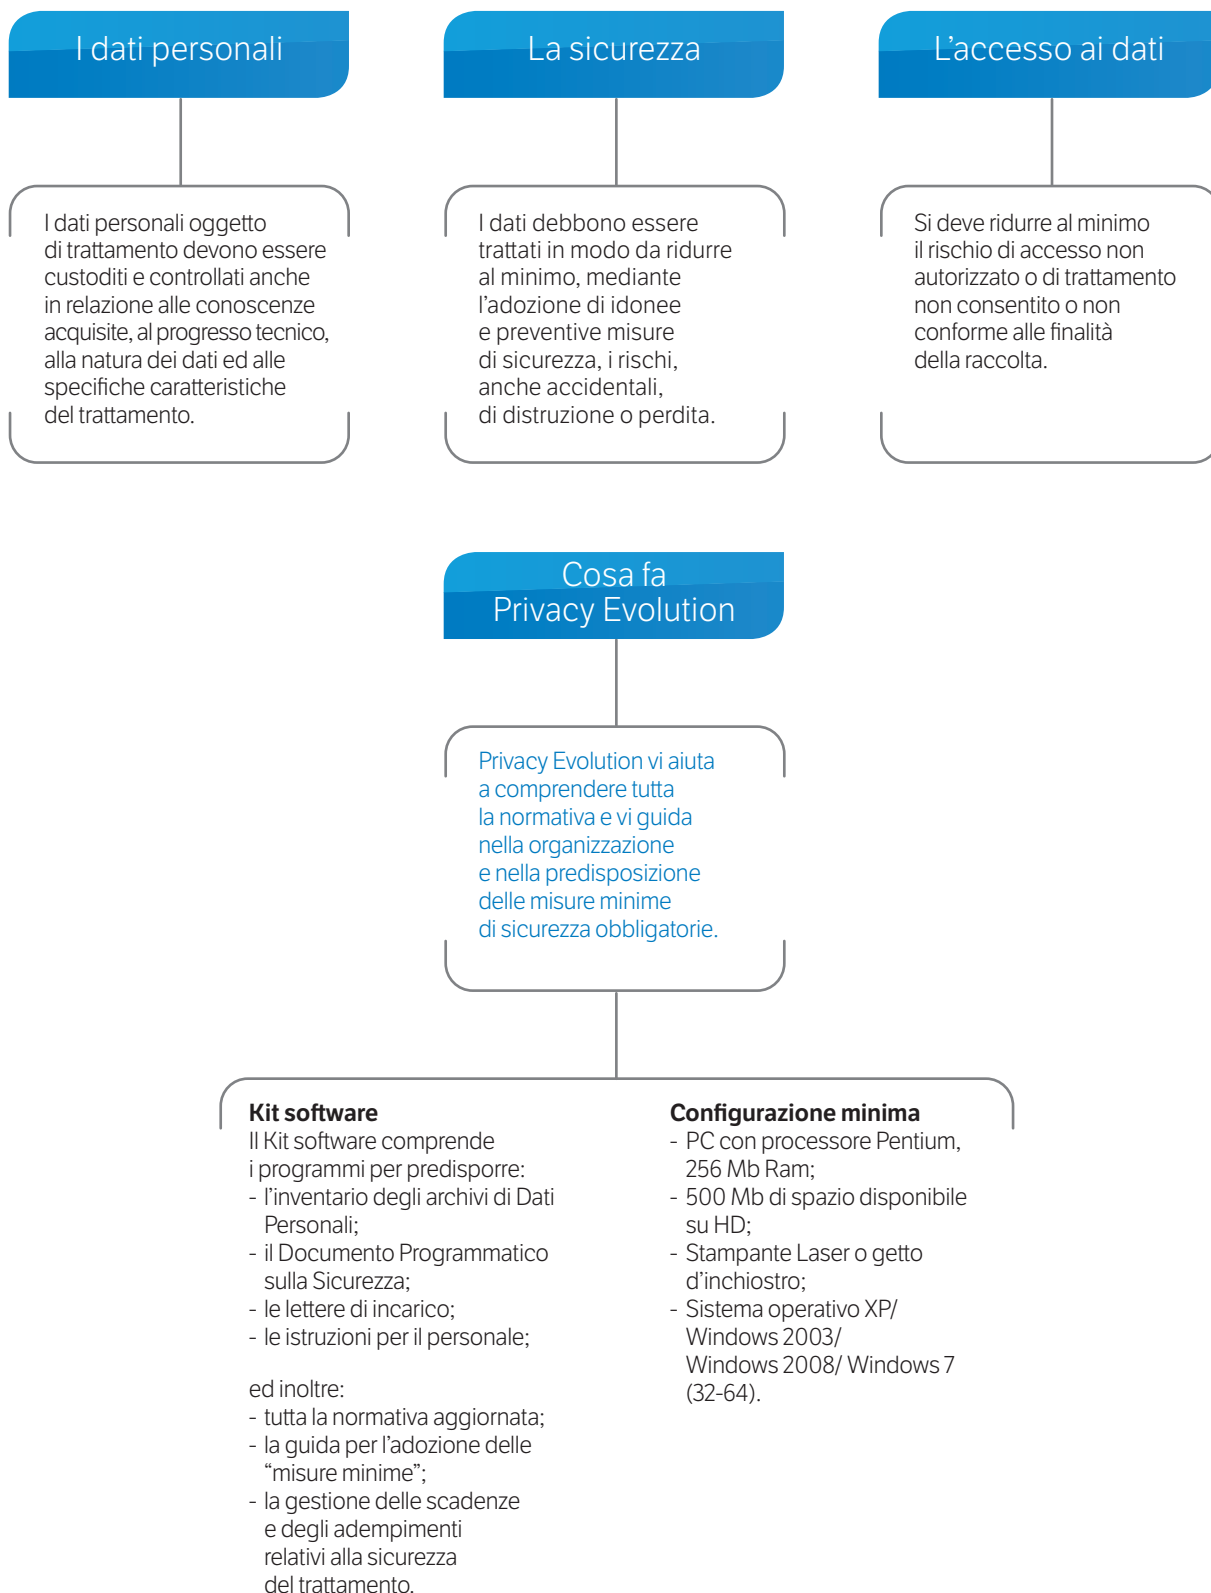 I dati personali
I dati personali oggetto
di trattamento devono essere
custoditi e controllati anche
in relazione alle conoscenze
acquisite, al progresso tecnico,
alla natura dei dati ed alle
specifiche caratteristiche
del trattamento.
La sicurezza
I dati debbono essere
trattati in modo da ridurre
al minimo, mediante
l'adozione di idonee
e preventive misure
di sicurezza, i rischi,
anche accidentali,
di distruzione o perdita.
L'accesso ai dati
Si deve ridurre al minimo
il rischio di accesso non
autorizzato o di trattamento
non consentito o non
conforme alle finalità
della raccolta.
Cosa fa
Privacy Evolution
Privacy Evolution vi aiuta
a comprendere tutta
la normativa e vi guida
nella organizzazione
e nella predisposizione
delle misure minime
di sicurezza obbligatorie.
Kit software
Il Kit software comprende
i programmi per predisporre:
- l'inventario degli archivi di Dati
Personali;
- il Documento Programmatico
sulla Sicurezza;
- le lettere di incarico;
- le istruzioni per il personale;
ed inoltre:
- tutta la normativa aggiornata;
- la guida per l'adozione delle
"misure minime";
- la gestione delle scadenze
e degli adempimenti
relativi alla sicurezza
del trattamento.
Configurazione minima
- PC con processore Pentium,
256 Mb Ram;
- 500 Mb di spazio disponibile
su HD;
- Stampante Laser o getto
d'inchiostro;
- Sistema operativo XP/
Windows 2003/
Windows 2008/ Windows 7
(32-64).